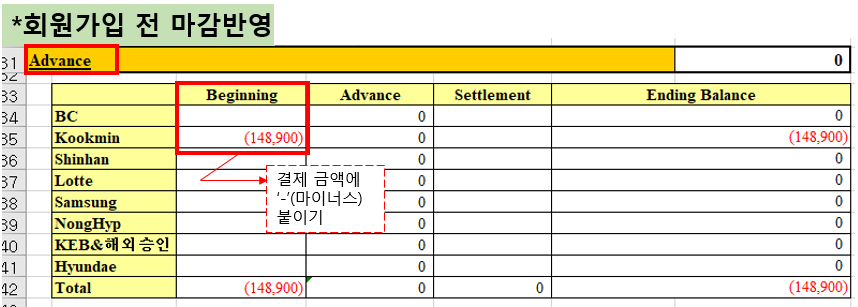 *회원가입 전 마감반영
31 Advance 0
32
33 Beginning Advance Settlement Ending Balance
34 BC 0 0
35 Kookmin (148,900) 0 (148,900)
36 Shinhan 0 0
37 Lotte 0 0
38 Samsung 0 0
39 NongHyp 0 0
40 KEB&해외승인 0 0
41 Hyundae 0 0
42 Total (148,900) 0 0 (148,900)
결제 금액에
'-'(마이너스)
붙이기